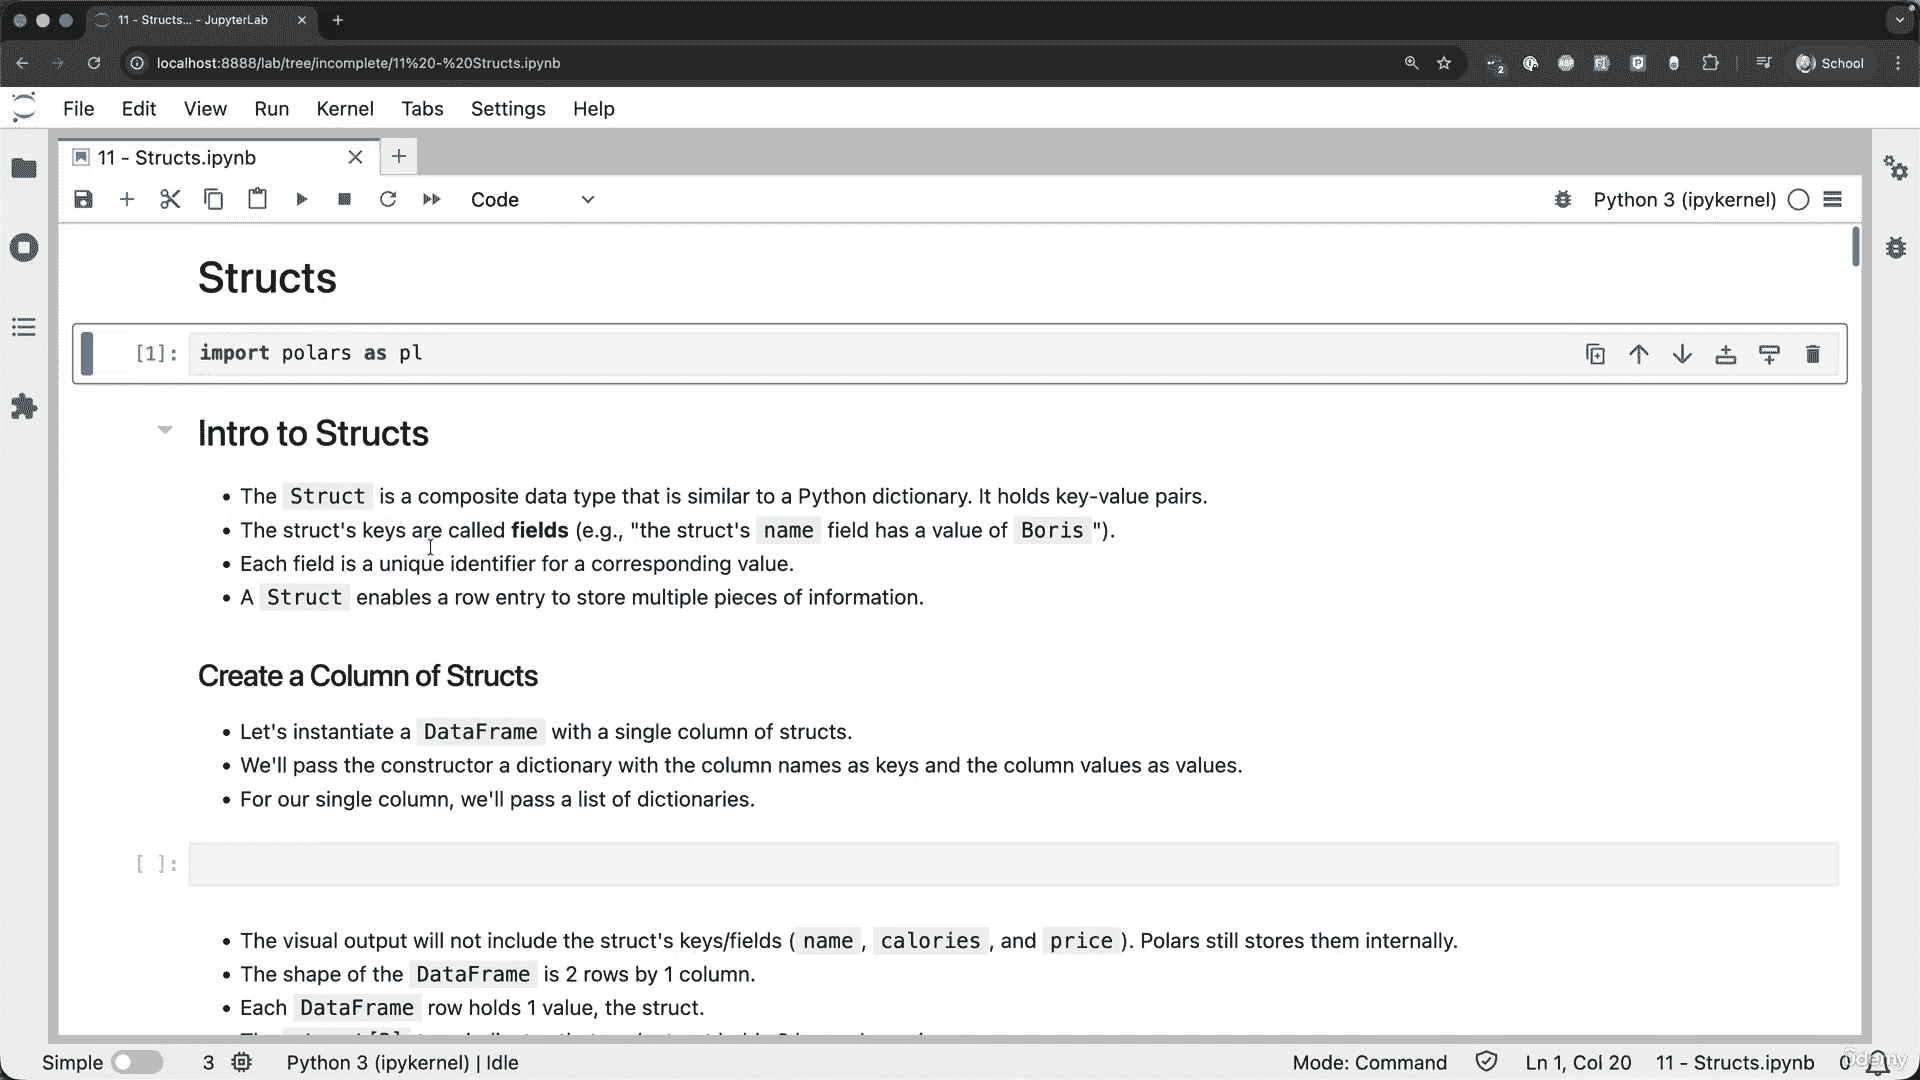 11 - Structs... - JupyterLab
localhost:8888/lab/tree/incomplete/11%20-%20Structs.ipynb
2
ABP
School
File Edit View Run Kernel Tabs Settings Help
11 - Structs.ipynb
Code
Python 3 (ipykernel)
Structs
[1]: import polars as pl
Intro to Structs
• The Struct is a composite data type that is similar to a Python dictionary. It holds key-value pairs.
• The struct's keys are called fields (e.g., "the struct's name field has a value of Boris ").
• Each field is a unique identifier for a corresponding value.
• A Struct enables a row entry to store multiple pieces of information.
Create a Column of Structs
• Let's instantiate a DataFrame with a single column of structs.
• We'll pass the constructor a dictionary with the column names as keys and the column values as values.
• For our single column, we'll pass a list of dictionaries.
[ ]:
• The visual output will not include the struct's keys/fields ( name , calories , and price ). Polars still stores them internally.
• The shape of the DataFrame is 2 rows by 1 column.
• Each DataFrame row holds 1 value, the struct.
Simple 3 Python 3 (ipykernel) | Idle Mode: Command Ln 1, Col 20 11 - Structs.ipynb 0
Udemy